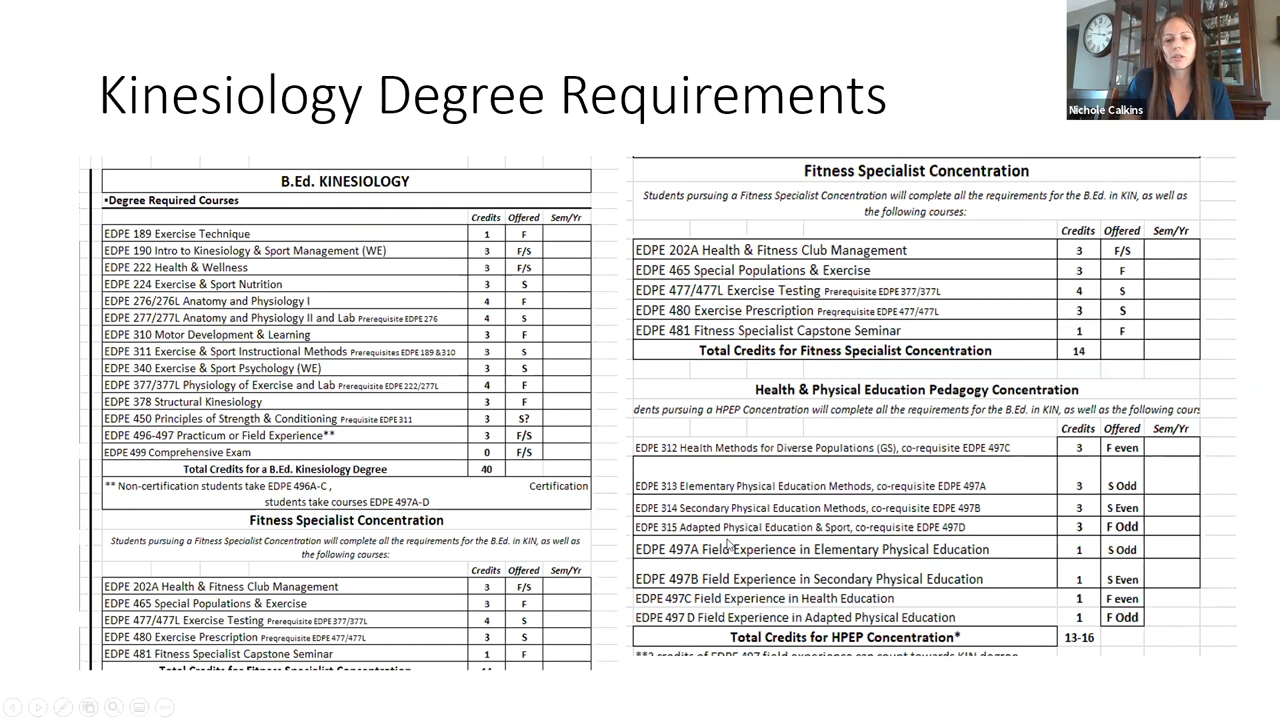 Kinesiology Degree Requirements
Nichole Calkins
B.Ed. KINESIOLOGY
•Degree Required Courses
Credits Offered Sem/Yr
EDPE 189 Exercise Technique 1 F
EDPE 190 Intro to Kinesiology & Sport Management (WE) 3 F/S
EDPE 222 Health & Wellness 3 F/S
EDPE 224 Exercise & Sport Nutrition 3 S
EDPE 276/276L Anatomy and Physiology I 4 F
EDPE 277/277L Anatomy and Physiology II and Lab Prerequisite EDPE 276 4 S
EDPE 310 Motor Development & Learning 3 F
EDPE 311 Exercise & Sport Instructional Methods Prerequisites EDPE 189 &310 3 S
EDPE 340 Exercise & Sport Psychology (WE) 3 S
EDPE 377/377L Physiology of Exercise and Lab Prerequisite EDPE 222/277L 4 F
EDPE 378 Structural Kinesiology 3 F
EDPE 450 Principles of Strength & Conditioning Prequisite EDPE 311 3 S?
EDPE 496-497 Practicum or Field Experience** 3 F/S
EDPE 499 Comprehensive Exam 0 F/S
Total Credits for a B.Ed. Kinesiology Degree 40
** Non-certification students take EDPE 496A-C , Certification
students take courses EDPE 497A-D
Fitness Specialist Concentration
Students pursuing a Fitness Specialist Concentration will complete all the requirements for the B.Ed. in KIN, as well as
the following courses:
Credits Offered Sem/Yr
EDPE 202A Health & Fitness Club Management 3 F/S
EDPE 465 Special Populations & Exercise 3 F
EDPE 477/477L Exercise Testing Prerequisite EDPE 377/377L 4 S
EDPE 480 Exercise Prescription Preqrequisite EDPE 477/477L 3 S
EDPE 481 Fitness Specialist Capstone Seminar 1 F
Total Credits for Fitness Specialist Concentration
Fitness Specialist Concentration
Students pursuing a Fitness Specialist Concentration will complete all the requirements for the B.Ed. in KIN, as well as
the following courses:
Credits Offered Sem/Yr
EDPE 202A Health & Fitness Club Management 3 F/S
EDPE 465 Special Populations & Exercise 3 F
EDPE 477/477L Exercise Testing Prerequisite EDPE 377/377L 4 S
EDPE 480 Exercise Prescription Preqrequisite EDPE 477/477L 3 S
EDPE 481 Fitness Specialist Capstone Seminar 1 F
Total Credits for Fitness Specialist Concentration 14
Health & Physical Education Pedagogy Concentration
dents pursuing a HPEP Concentration will complete all the requirements for the B.Ed. in KIN, as well as the following cours
Credits Offered Sem/Yr
EDPE 312 Health Methods for Diverse Populations (GS), co-requisite EDPE 497C 3 F even
EDPE 313 Elementary Physical Education Methods, co-requisite EDPE 497A 3 S Odd
EDPE 314 Secondary Physical Education Methods, co-requisite EDPE 497B 3 S Even
EDPE 315 Adapted Physical Education & Sport, co-requisite EDPE 497D 3 F Odd
EDPE 497A Field Experience in Elementary Physical Education 1 S Odd
EDPE 497B Field Experience in Secondary Physical Education 1 S Even
EDPE 497C Field Experience in Health Education 1 F even
EDPE 497 D Field Experience in Adapted Physical Education 1 F Odd
Total Credits for HPEP Concentration* 13-16
**3 credits of EDPE 497 field experience can count towards KIN degree